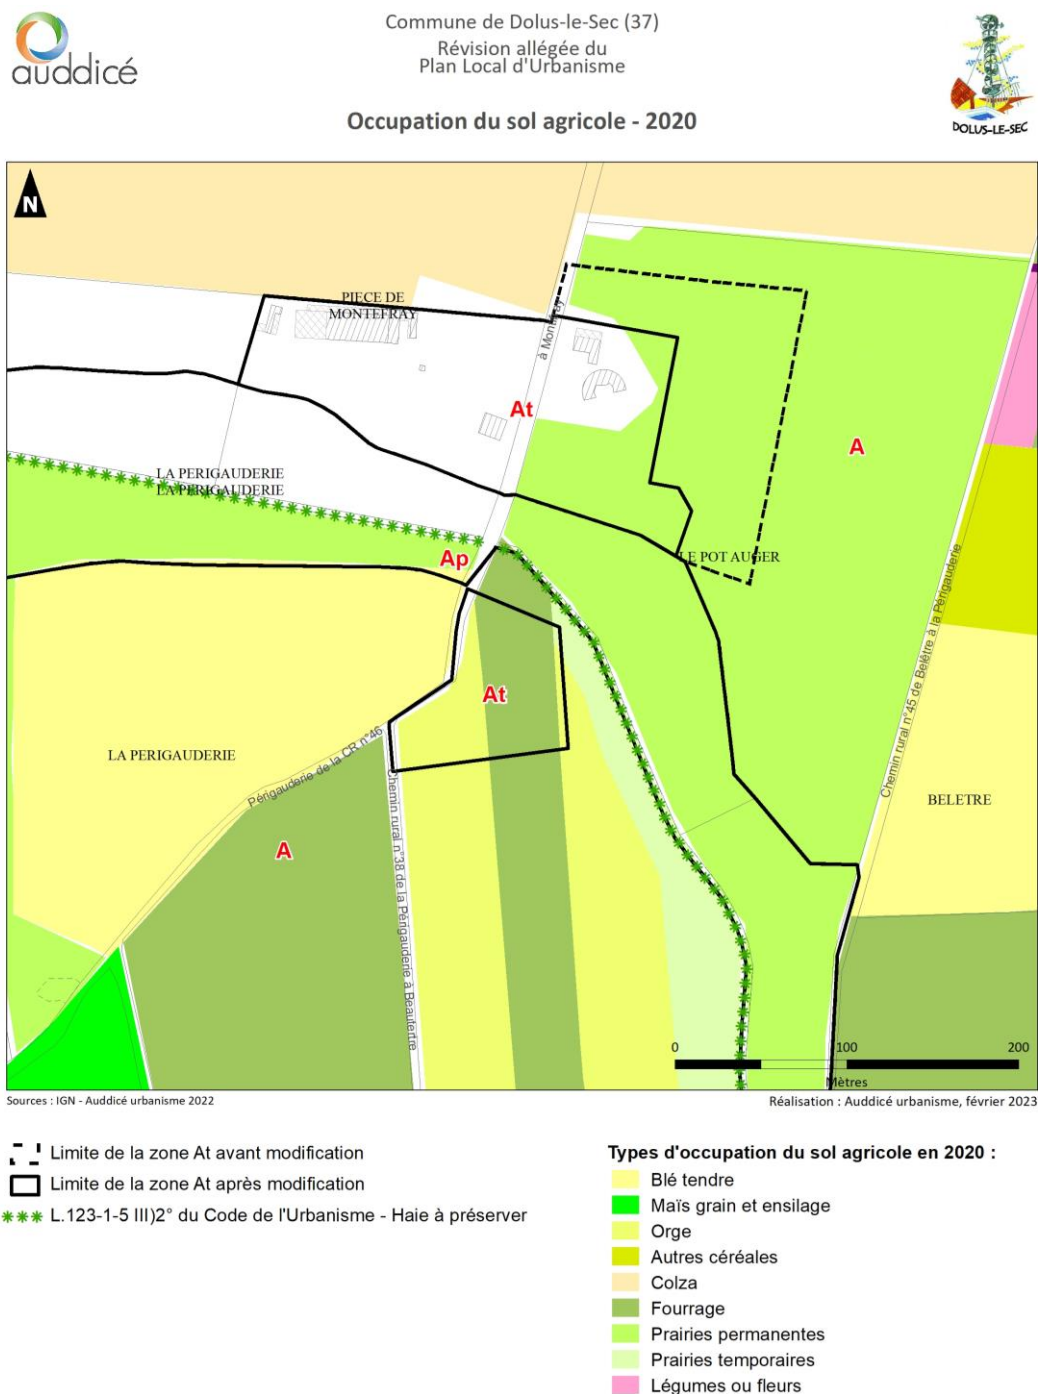 auddicé
Commune de Dolus-le-Sec (37)
Révision allégée du
Plan Local d'Urbanisme
Occupation du sol agricole - 2020
DOLUS-LE-SEC
N
PIECE DE
MONTEFRAY
à Montefray
At
A
LA PERIGAUDERIE
LA PERIGAUDERIE
Ap
LE POT AUGER
Chemin rural n°45 de Belêtre à la Périgauderie
At
LA PERIGAUDERIE
Périgauderie de la CR n°46
Chemin rural n°38 de la Périgauderie à Beautertre
BELETRE
A
0 100 200
Mètres
Sources : IGN - Auddicé urbanisme 2022
Réalisation : Auddicé urbanisme, février 2023
Limite de la zone At avant modification
Limite de la zone At après modification
L.123-1-5 III)2° du Code de l'Urbanisme - Haie à préserver
Types d'occupation du sol agricole en 2020 :
Blé tendre
Maïs grain et ensilage
Orge
Autres céréales
Colza
Fourrage
Prairies permanentes
Prairies temporaires
Légumes ou fleurs